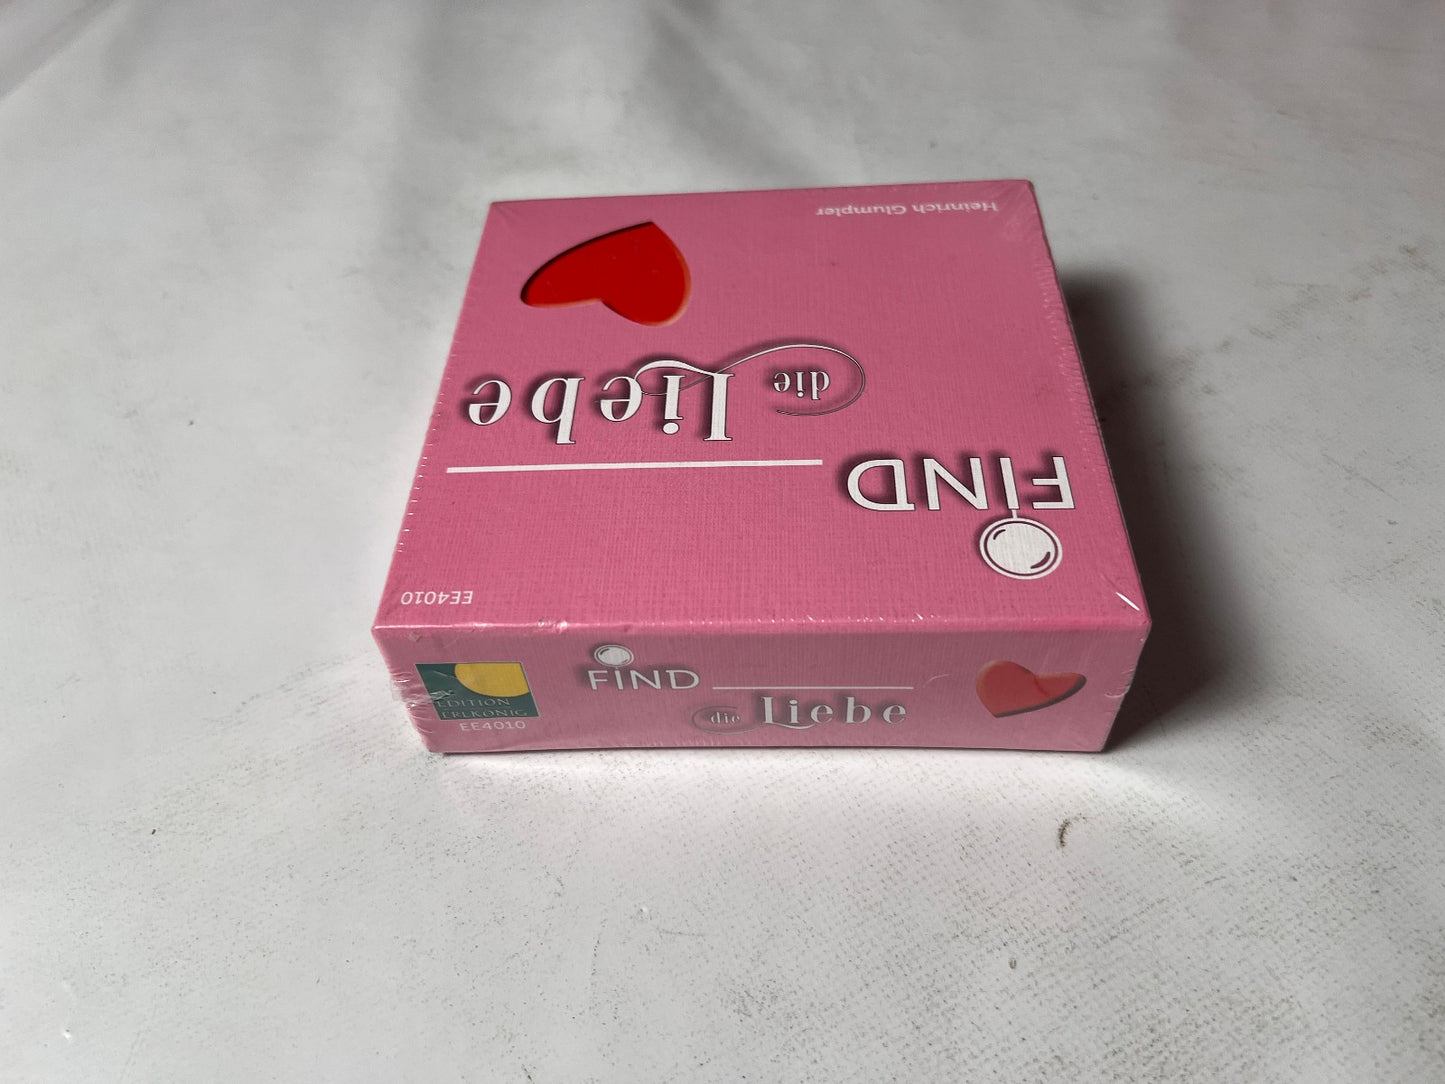 Heinrich Glumpler
die Liebe
FIND
EE4010
FIND
die Liebe
EDITION
ERLKÖNIG
EE4010